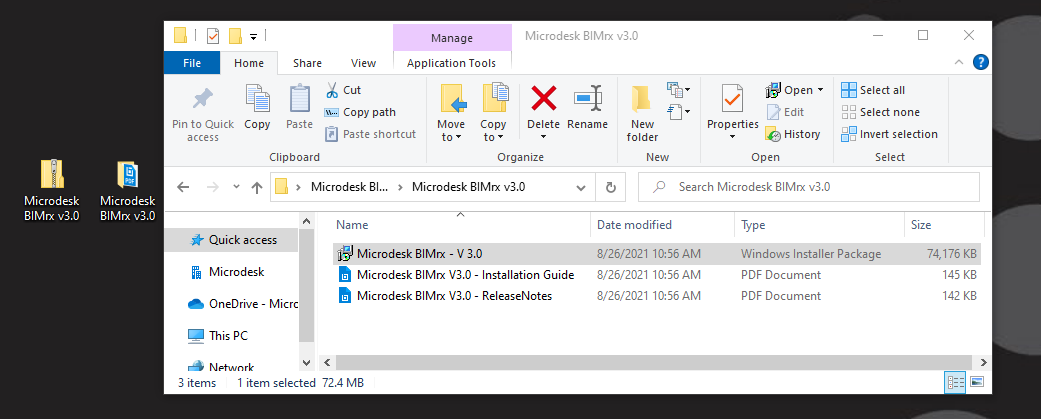 Manage
Microdesk BIMrx v3.0
File
Home
Share
View
Application Tools
?
Pin to Quick
access
Copy
Paste
Cut
Copy path
Paste shortcut
Move
to
Copy
to
Delete
Rename
New
folder
Properties
Open
Edit
History
Select all
Select none
Invert selection
Clipboard
Organize
New
Open
Select
Microdesk
BIMrx v3.0
PDF
Microdesk
BIMrx v3.0
Microdesk Bl... > Microdesk BIMrx v3.0
Search Microdesk BIMrx v3.0
Name Date modified Type Size
Quick access
Microdesk
OneDrive - Micro
This PC
Network
Microdesk BIMrx - V 3.0 8/26/2021 10:56 AM Windows Installer Package 74,176 KB
Microdesk BIMrx V3.0 - Installation Guide 8/26/2021 10:56 AM PDF Document 145 KB
Microdesk BIMrx V3.0 - ReleaseNotes 8/26/2021 10:56 AM PDF Document 142 KB
3 items 1 item selected 72.4 MB